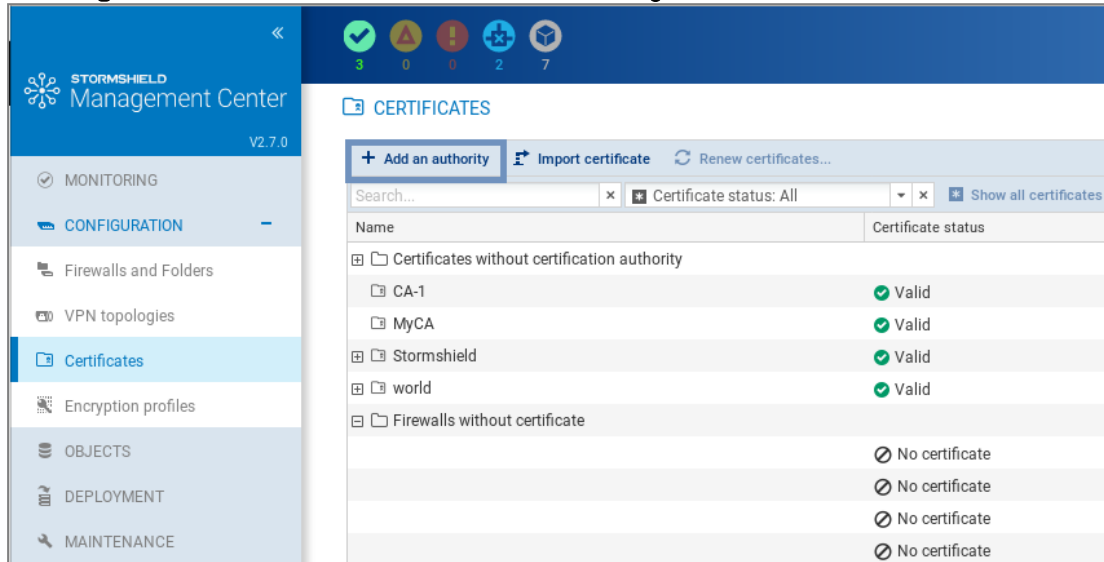 «
3 0 0 2 7
STORMSHIELD
Management Center
V2.7.0
CERTIFICATES
+ Add an authority Import certificate Renew certificates...
Search... × Certificate status: All × Show all certificates
Name Certificate status
Certificates without certification authority
CA-1 Valid
MyCA Valid
Stormshield Valid
world Valid
Firewalls without certificate
No certificate
No certificate
No certificate
No certificate
MONITORING
CONFIGURATION −
Firewalls and Folders
VPN topologies
Certificates
Encryption profiles
OBJECTS
DEPLOYMENT
MAINTENANCE